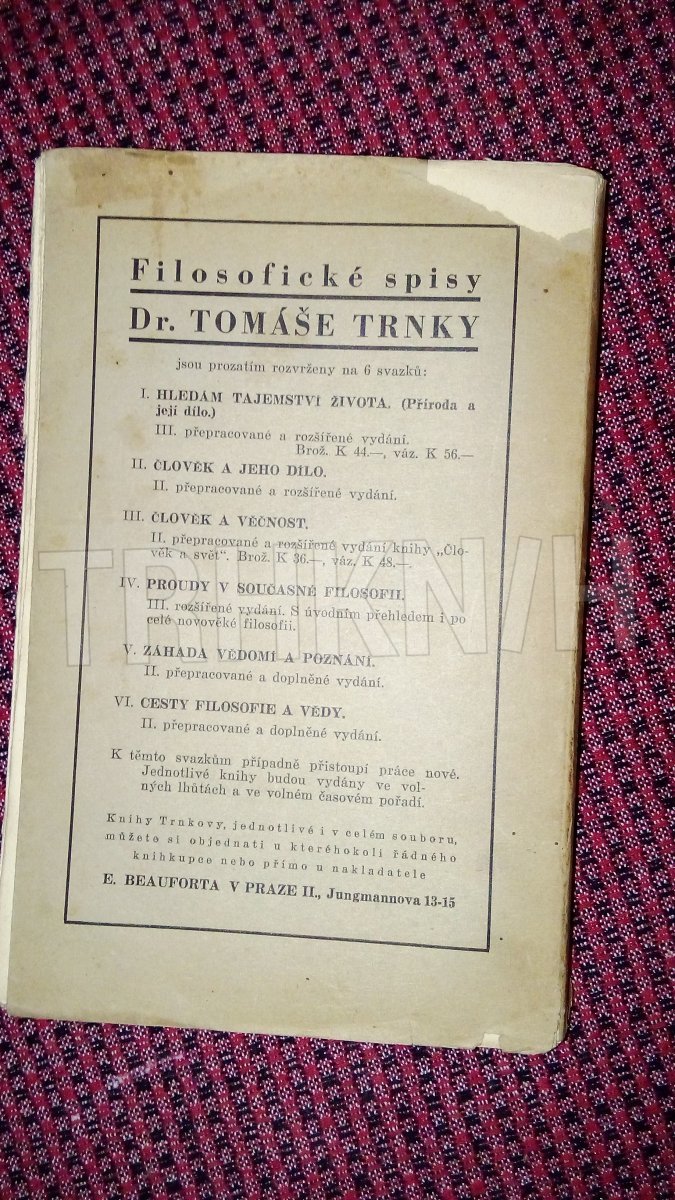 Filosofické spisy
Dr. TOMÁŠE TRNKY
jsou prozatím rozvrženy na 6 svazků:
I. HLEDÁM TAJEMSTVÍ ŽIVOTA. (Příroda a
její dílo.)
III. přepracované a rozšířené vydání.
Brož. K 44.—, váz. K 56.—
II. ČLOVĚK A JEHO DÍLO.
II. přepracované a rozšířené vydání.
III. ČLOVĚK A VĚČNOST.
II. přepracované a rozšířené vydání knihy „Člo-
věk a svět". Brož. K 36.—, váz. K 48.—.
IV. PROUDY V SOUČASNÉ FILOSOFII.
III. rozšířené vydání. S úvodním přehledem i po
celé novověké filosofii.
V. ZÁHADA VĚDOMÍ A POZNÁNÍ.
II. přepracované a doplněné vydání.
VI. CESTY FILOSOFIE A VĚDY.
II. přepracované a doplněné vydání.
K těmto svazkům případně přistoupí práce nové.
Jednotlivé knihy budou vydány ve vol-
ných lhůtách a ve volném časovém pořadí.
Knihy Trnkovy, jednotlivé i v celém souboru,
můžete si objednati u kteréhokoli řádného
knihkupce nebo přímo u nakladatele
E. BEAUFORTA V PRAZE II., Jungmannova 13-15
TRHKNIH